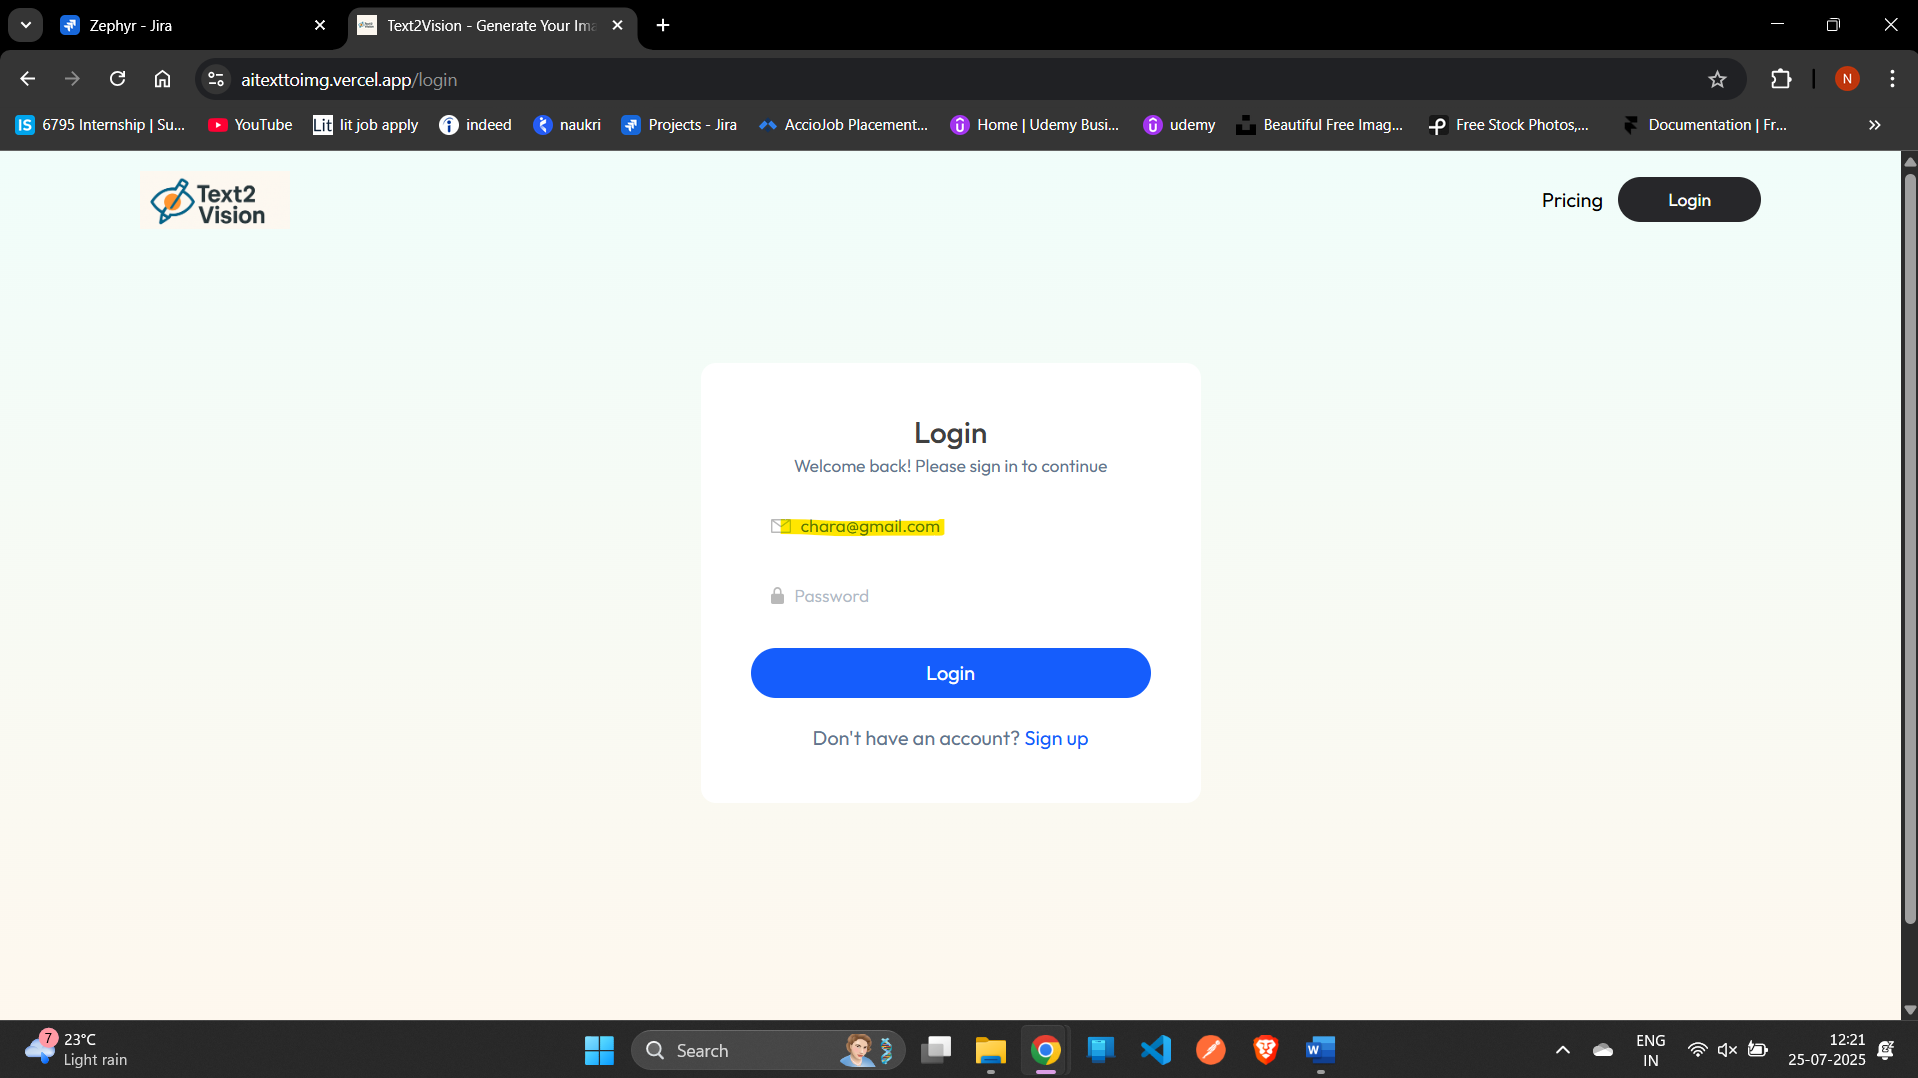 Zephyr - Jira
Text2Vision - Generate Your Ima
aitexttoimg.vercel.app/login
N
IS 6795 Internship | Su...
YouTube
Lit lit job apply
indeed
naukri
Projects - Jira
AccioJob Placement...
Home | Udemy Busi...
udemy
Beautiful Free Imag...
Free Stock Photos,...
Documentation | Fr...
Text2
Vision
Pricing
Login
Login
Welcome back! Please sign in to continue
chara@gmail.com
Password
Login
Don't have an account? Sign up
7
23°C
Light rain
Search
W
ENG
IN
12:21
25-07-2025